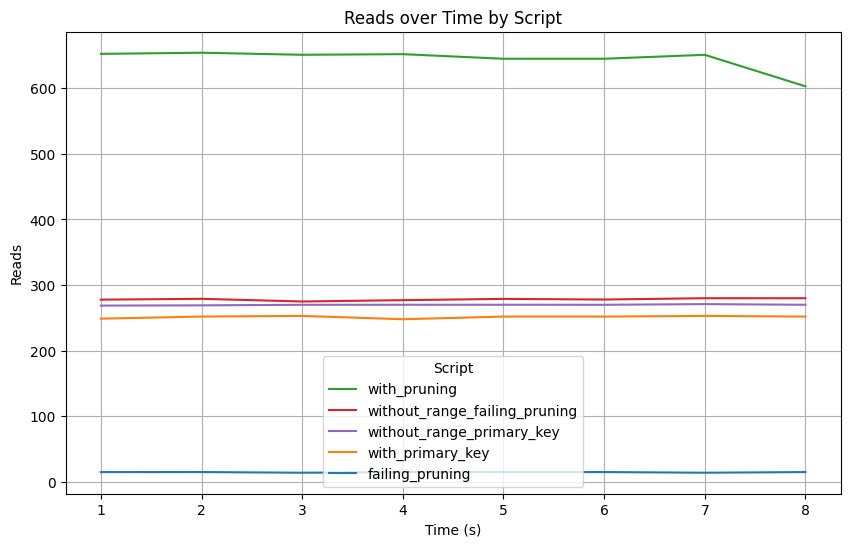 Reads over Time by Script
Reads
600
500
400
300
200
100
0
Script
with_pruning
without_range_failing_pruning
without_range_primary_key
with_primary_key
failing_pruning
1 2 3 4 5 6 7 8
Time (s)